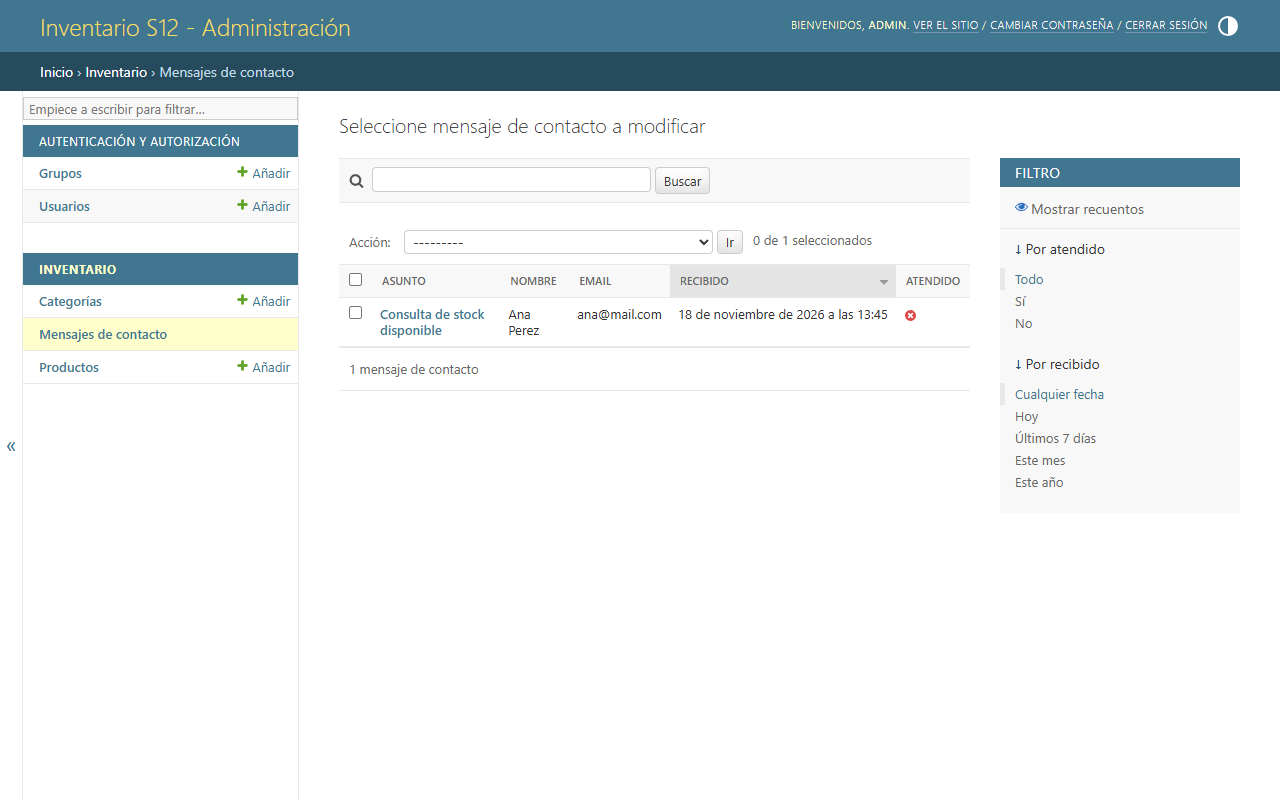 Inventario S12 - Administración
BIENVENIDOS, ADMIN. VER EL SITIO / CAMBIAR CONTRASEÑA / CERRAR SESIÓN
Inicio › Inventario › Mensajes de contacto
Empiece a escribir para filtrar...
AUTENTICACIÓN Y AUTORIZACIÓN
Grupos
Añadir
Usuarios
Añadir
INVENTARIO
Categorías
Añadir
Mensajes de contacto
Productos
Añadir
«
Seleccione mensaje de contacto a modificar
Buscar
Acción:
---------
Ir
0 de 1 seleccionados
ASUNTO NOMBRE EMAIL RECIBIDO ATENDIDO
Consulta de stock disponible
Ana Perez
ana@mail.com
18 de noviembre de 2026 a las 13:45
1 mensaje de contacto
FILTRO
Mostrar recuentos
↓ Por atendido
Todo
Sí
No
↓ Por recibido
Cualquier fecha
Hoy
Últimos 7 días
Este mes
Este año